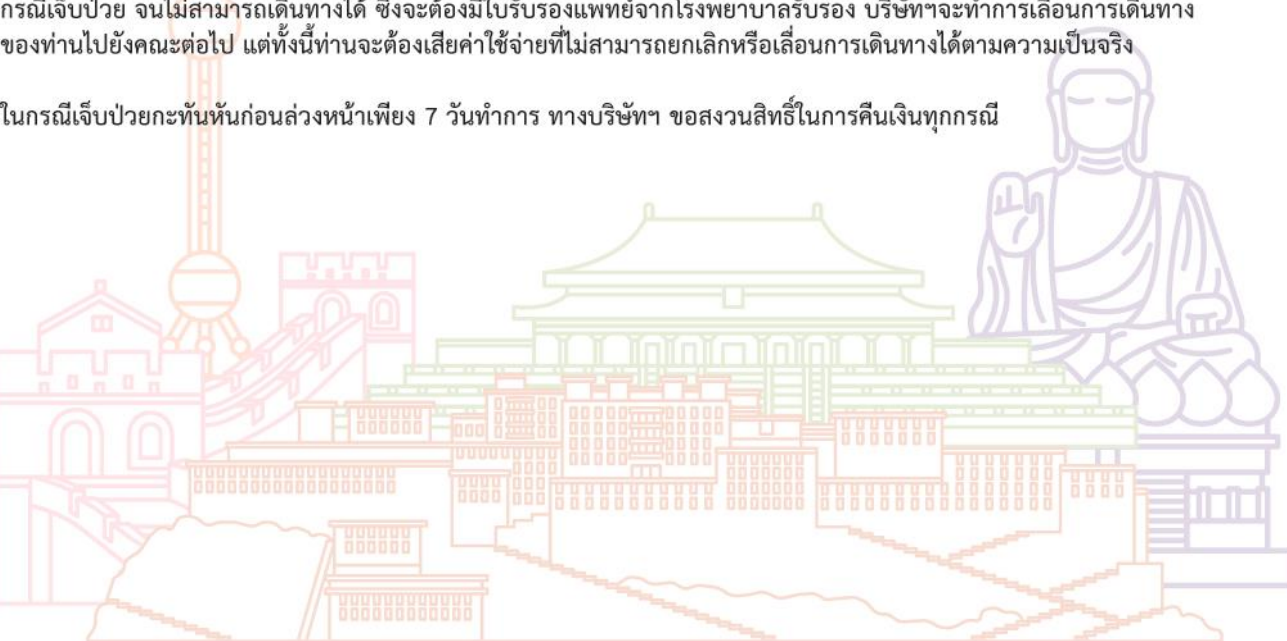 กรณีเจ็บป่วย จนไม่สามารถเดินทางได้ ซึ่งจะต้องมีใบรับรองแพทย์จากโรงพยาบาลรับรอง บริษัทฯจะทำการเลื่อนการเดินทาง
ของท่านไปยังคณะต่อไป แต่ทั้งนี้ท่านจะต้องเสียค่าใช้จ่ายที่ไม่สามารถยกเลิกหรือเลื่อนการเดินทางได้ตามความเป็นจริง
ในกรณีเจ็บป่วยกะทันหันก่อนล่วงหน้าเพียง 7 วันทำการ ทางบริษัทฯ ขอสงวนสิทธิ์ในการคืนเงินทุกกรณี